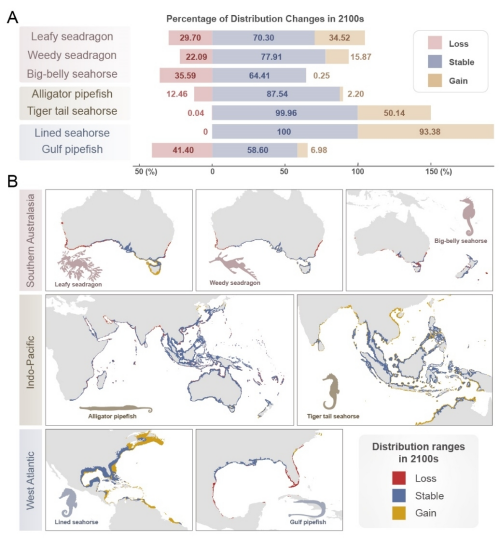 A
Percentage of Distribution Changes in 2100s
Leafy seadragon 29.70 70.30 34.52
Weedy seadragon 22.09 77.91 15.87
Big-belly seahorse 35.59 64.41 0.25
Alligator pipefish 12.46 87.54 2.20
Tiger tail seahorse 0.04 99.96 50.14
Lined seahorse 0 100 93.38
Gulf pipefish 41.40 58.60 6.98
Loss
Stable
Gain
50 (%) 0 50 (%) 100 150 (%)
B
Southern Australasia
Leafy seadragon
Weedy seadragon
Big-belly seahorse
Indo-Pacific
Alligator pipefish
Tiger tail seahorse
West Atlantic
Lined seahorse
Gulf pipefish
Distribution ranges
in 2100s
Loss
Stable
Gain